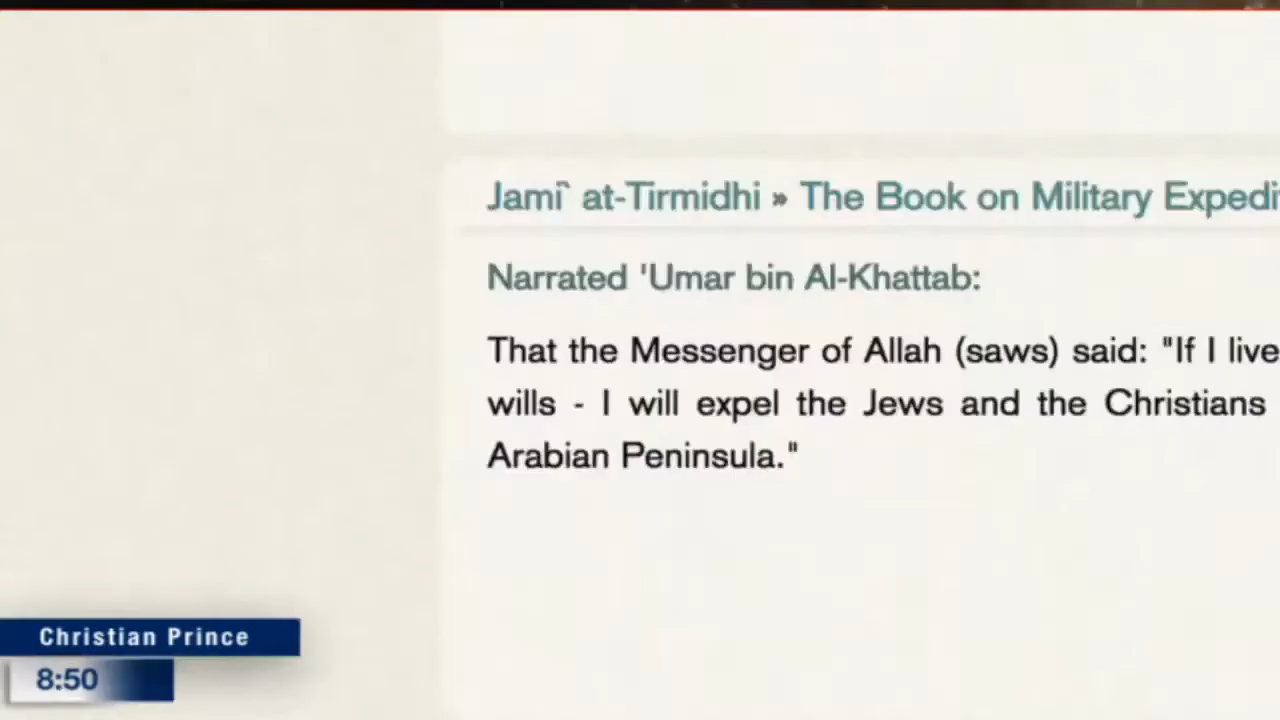 Jami` at-Tirmidhi » The Book on Military Expedi
Narrated 'Umar bin Al-Khattab:
That the Messenger of Allah (saws) said: "If I live
wills - I will expel the Jews and the Christians
Arabian Peninsula."
Christian Prince
8:50